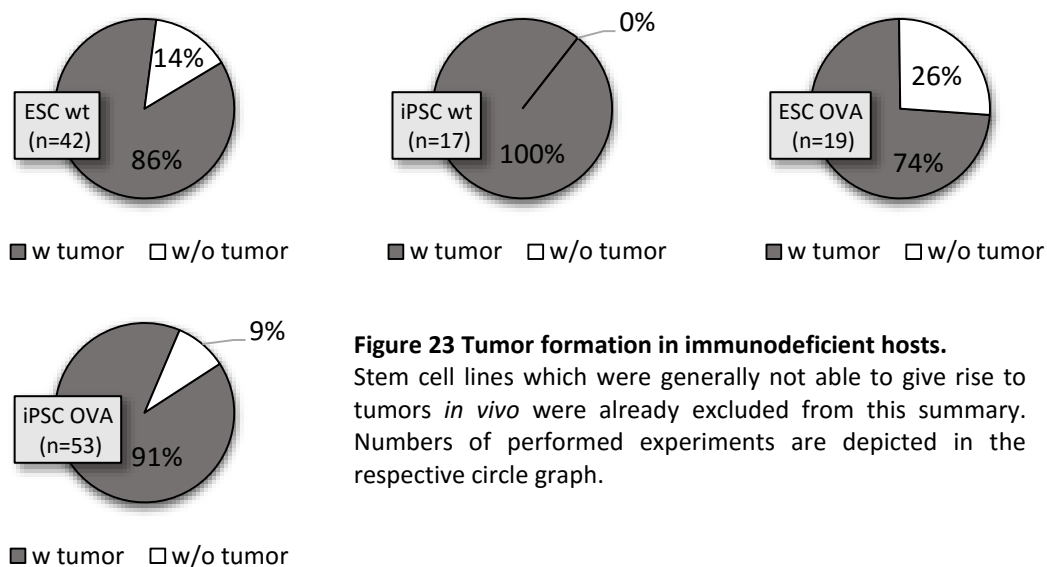 14%
ESC wt
(n=42)
86%
w tumor w/o tumor
0%
iPSC wt
(n=17)
100%
w tumor w/o tumor
26%
ESC OVA
(n=19)
74%
w tumor w/o tumor
9%
iPSC OVA
(n=53)
91%
w tumor w/o tumor
Figure 23 Tumor formation in immunodeficient hosts.
Stem cell lines which were generally not able to give rise to
tumors in vivo were already excluded from this summary.
Numbers of performed experiments are depicted in the
respective circle graph.